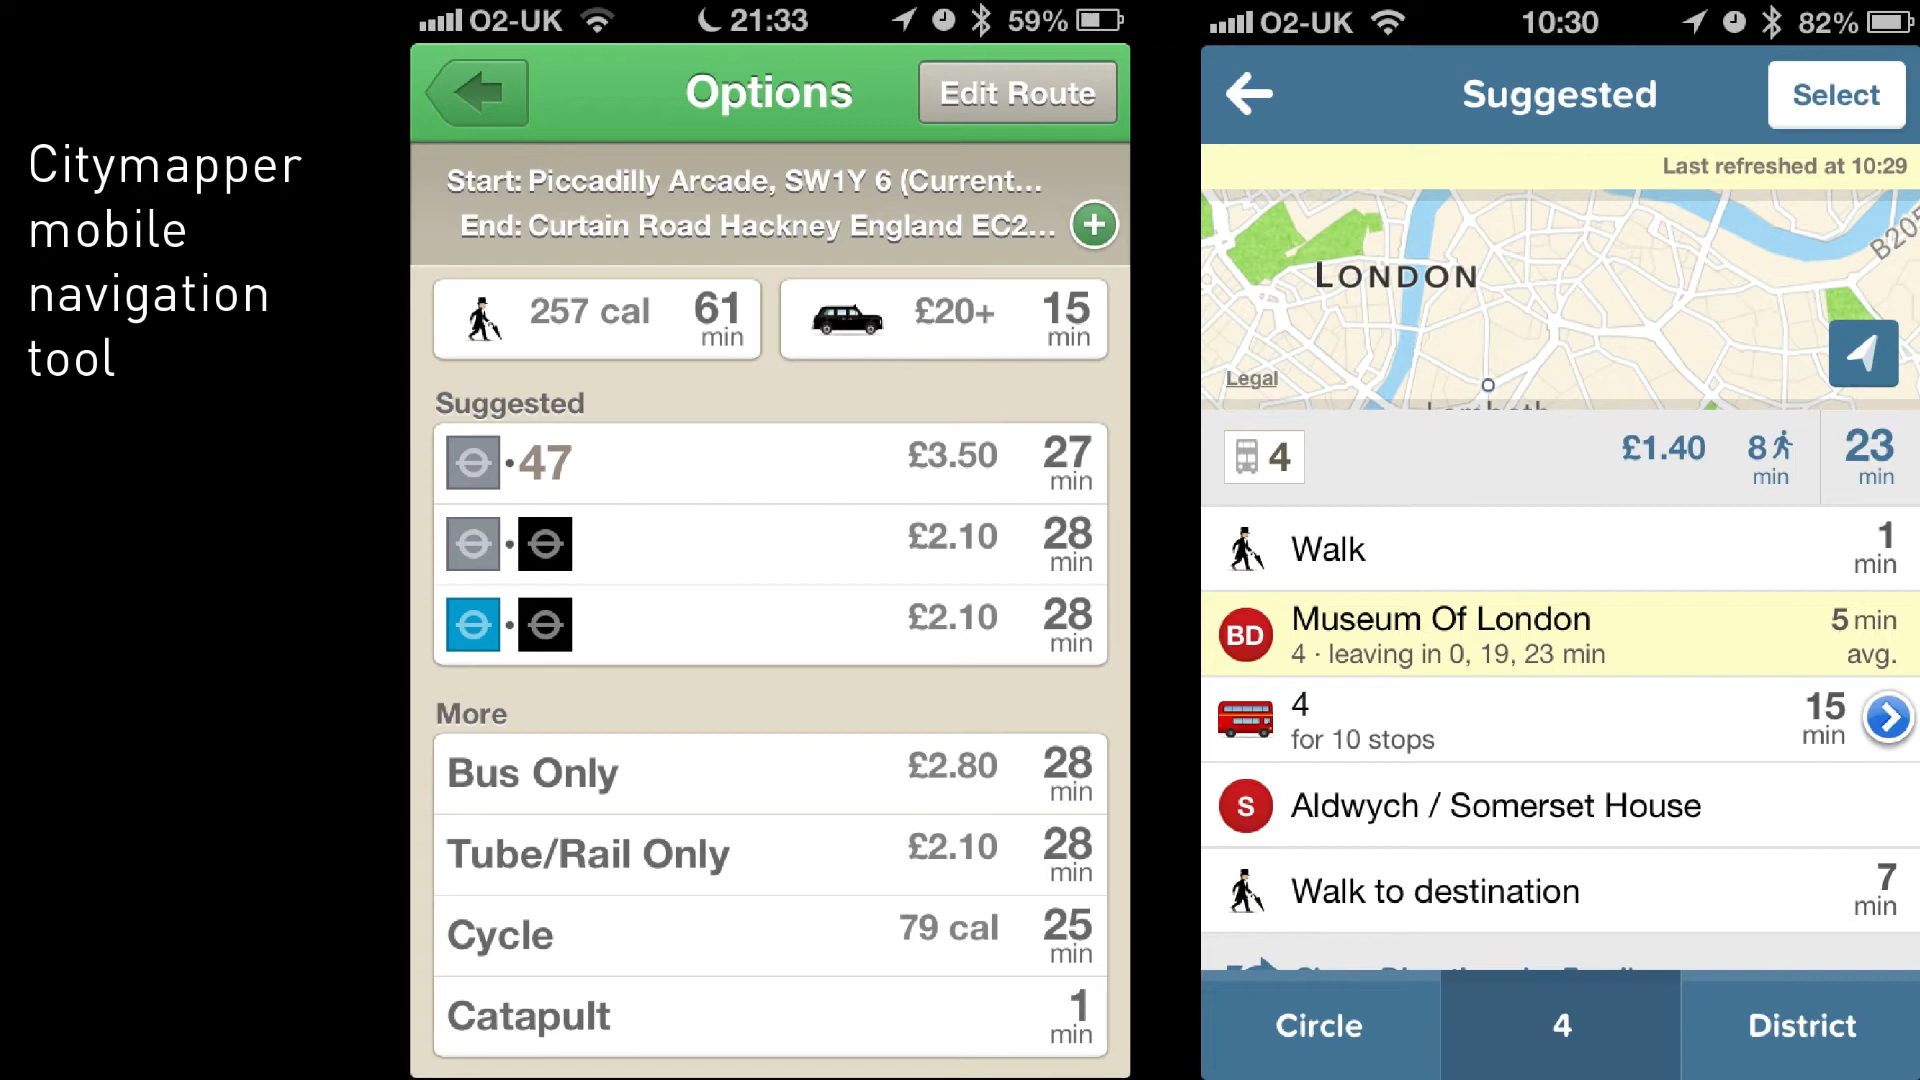 Citymapper
mobile
navigation
tool
O2-UK 21:33 59%
Options
Edit Route
Start: Piccadilly Arcade, SW1Y 6 (Current...
End: Curtain Road Hackney England EC2...
257 cal 61 min
£20+ 15 min
Suggested
47 £3.50 27 min
£2.10 28 min
£2.10 28 min
More
Bus Only £2.80 28 min
Tube/Rail Only £2.10 28 min
Cycle 79 cal 25 min
Catapult 1 min
O2-UK 10:30 82%
Suggested
Select
Last refreshed at 10:29
B205
LONDON
Legal
4 £1.40 8 min 23 min
Walk 1 min
BD Museum Of London 5 min
4 · leaving in 0, 19, 23 min avg.
4 15 min
for 10 stops
S Aldwych / Somerset House
Walk to destination 7 min
Circle 4 District